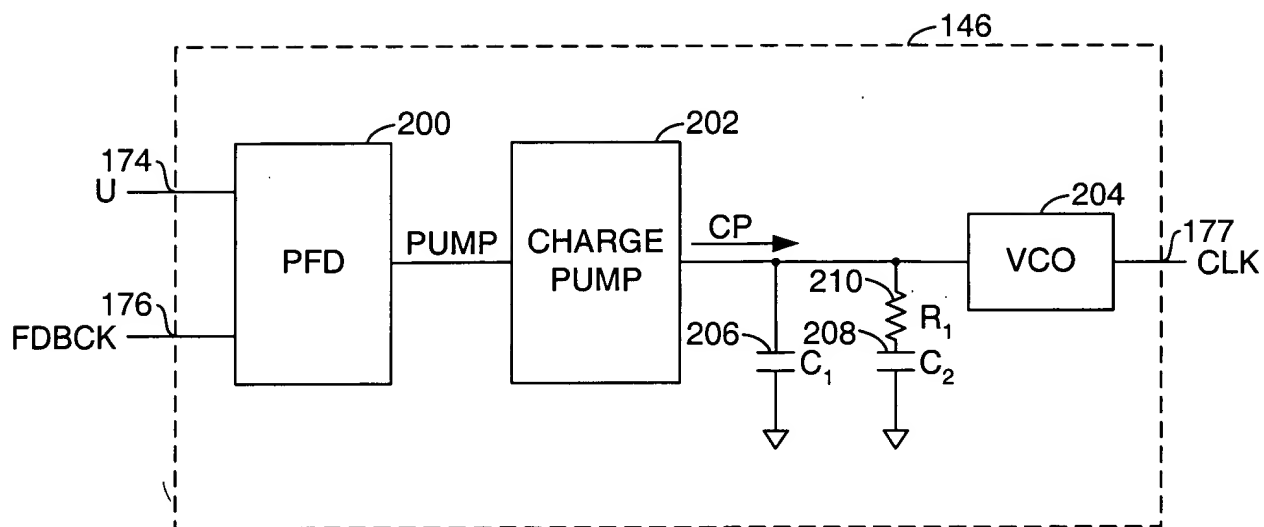 146
200
202
174
U
204
CP
177
PUMP
CHARGE
PUMP
PFD
VCO
CLK
210
176
FDBCK
206
208
R1
C1
C2